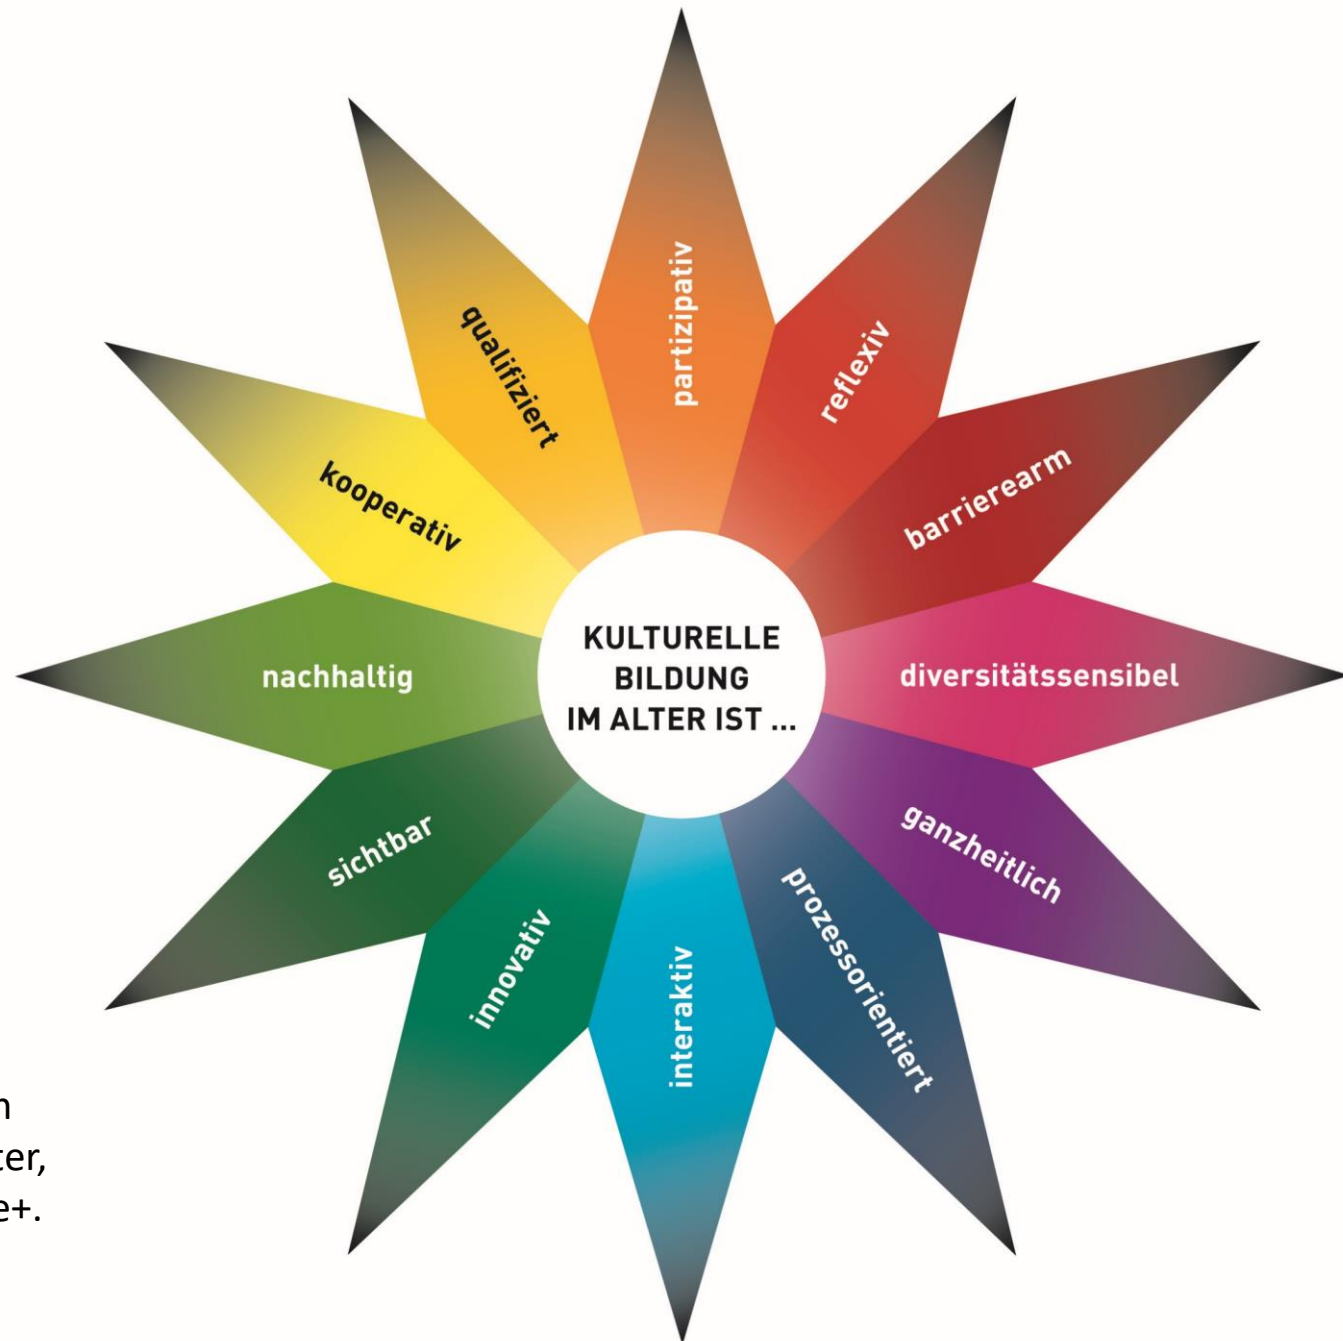 KULTURELLE
BILDUNG
IM ALTER IST ...
partizipativ
reflexiv
barrierearm
diversitätssensibel
ganzheitlich
prozessorientiert
interaktiv
innovativ
sichtbar
nachhaltig
kooperativ
qualifiziert